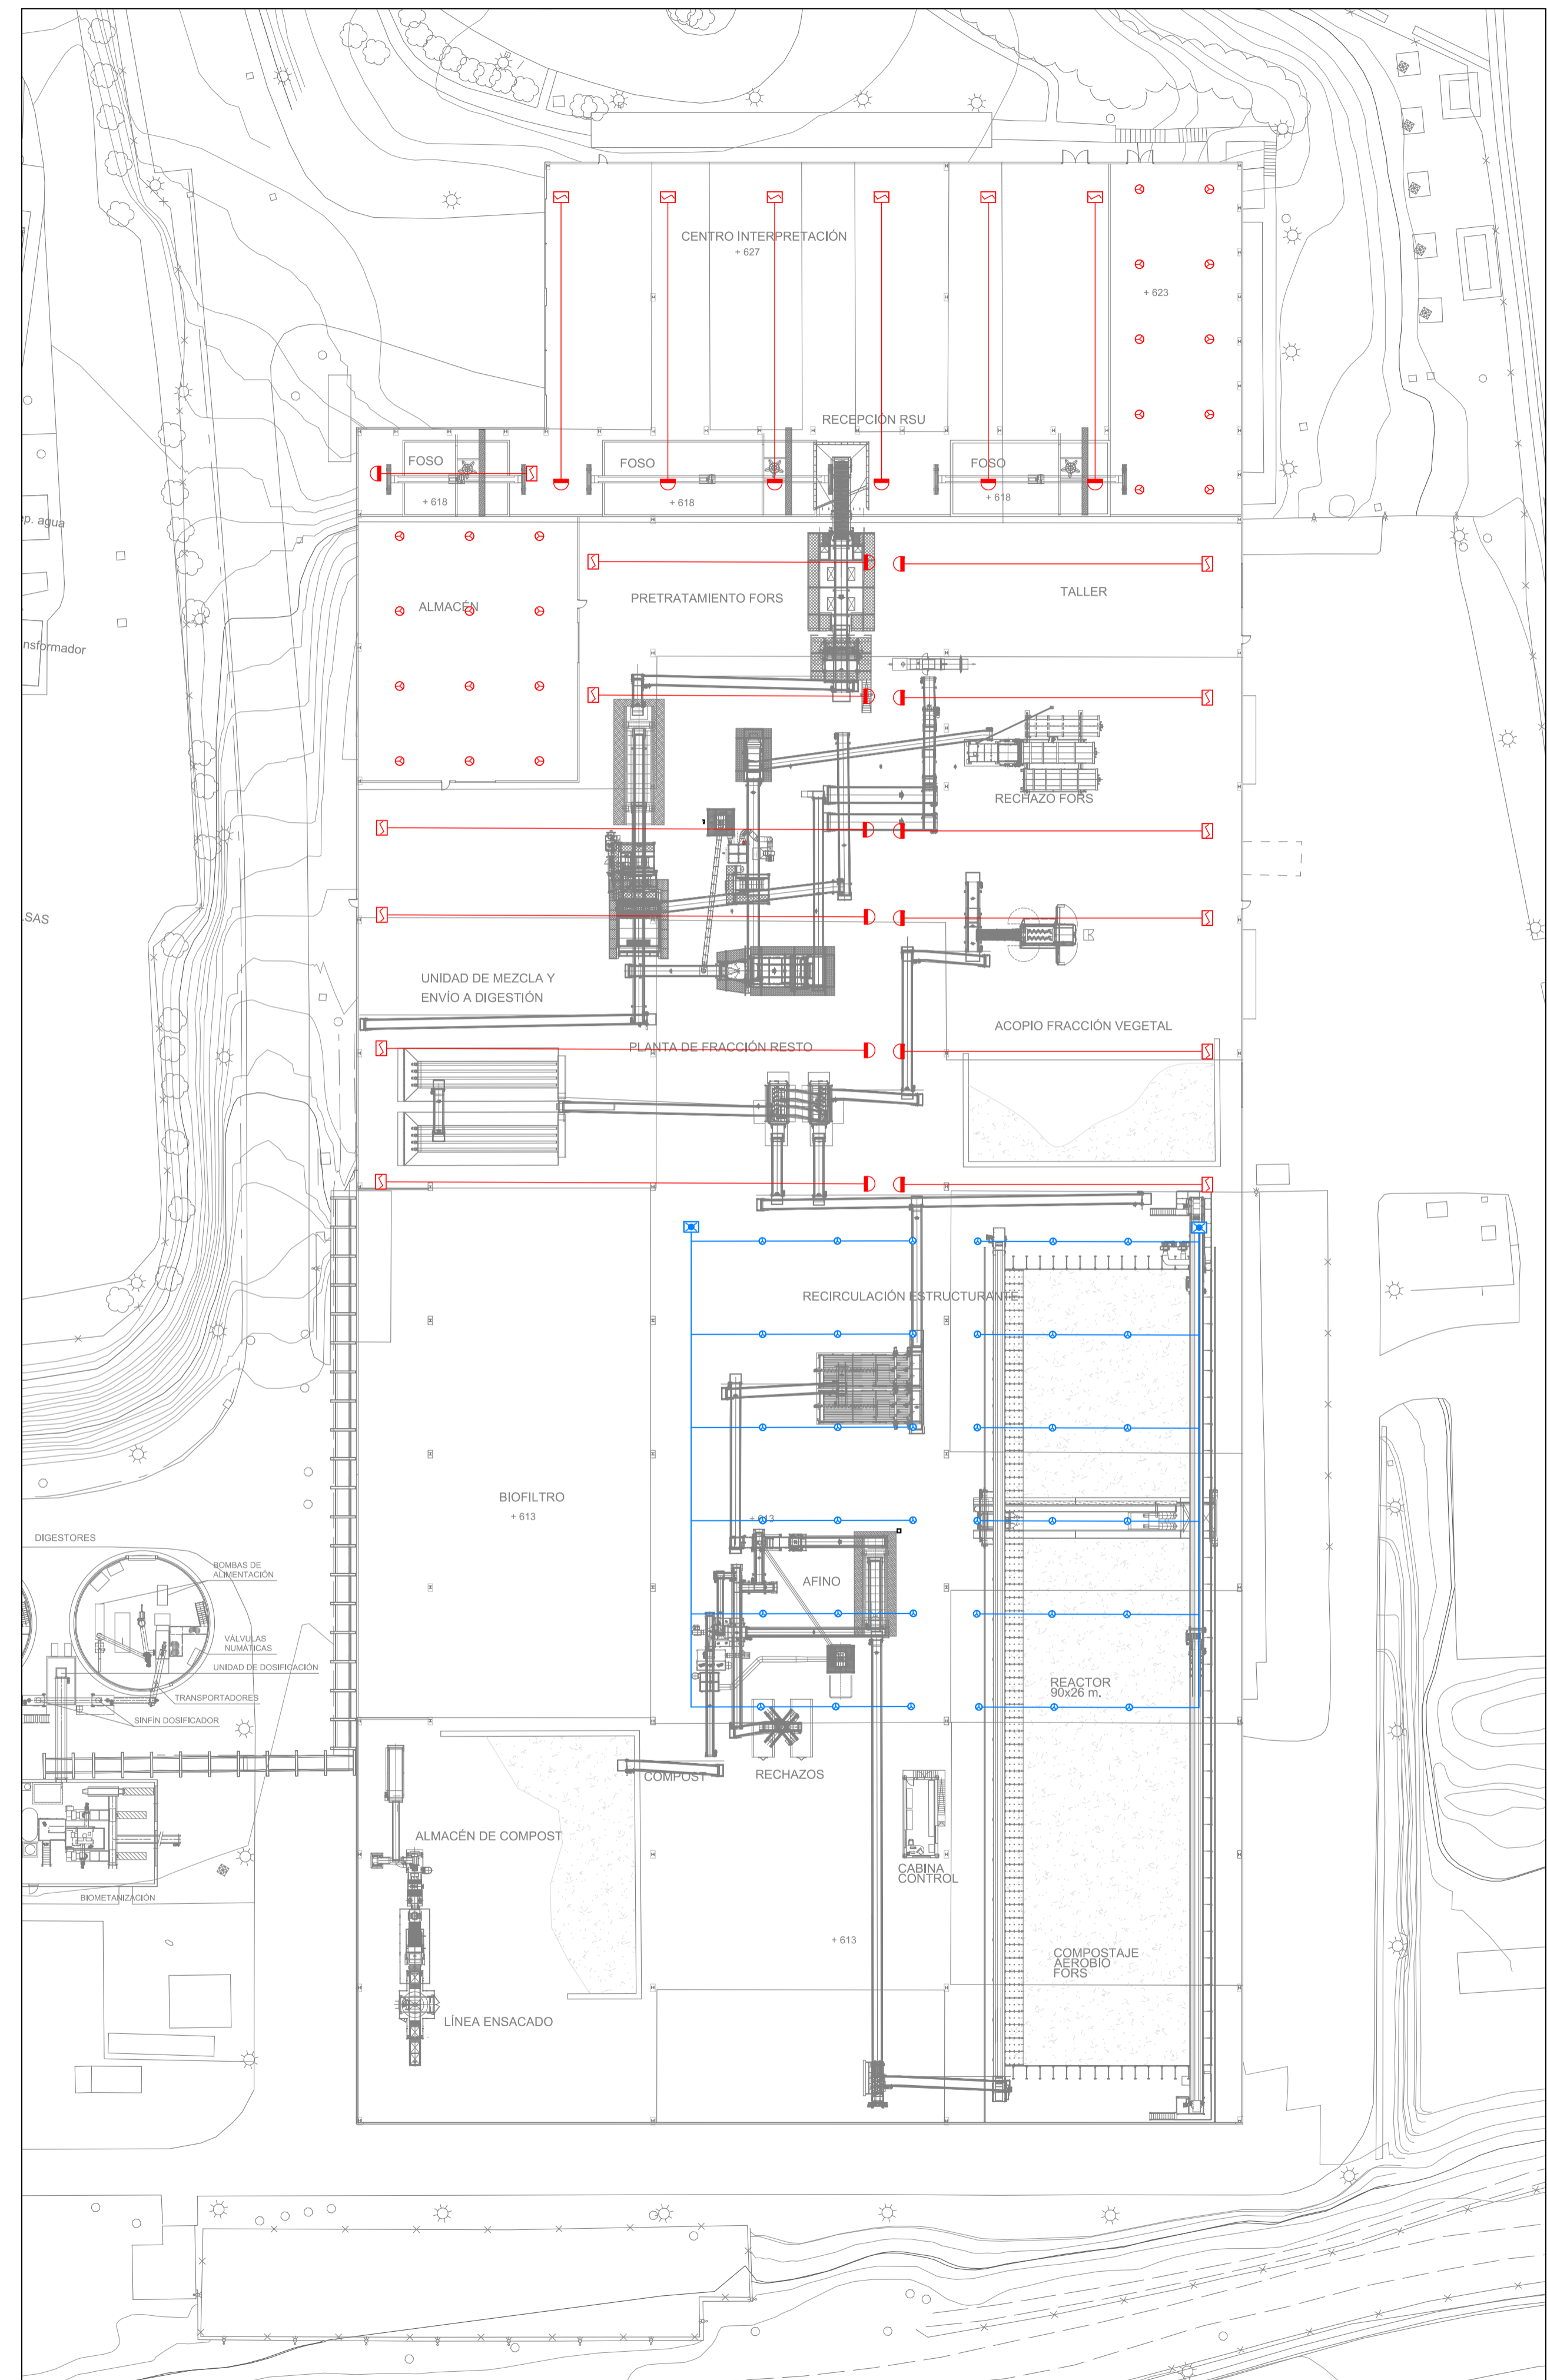 CENTRO INTERPRETACIÓN
+ 627
+ 623
RECEPCIÓN RSU
FOSO
FOSO
FOSO
+ 618
+ 618
+ 618
p. agua
ALMACÉN
PRETRATAMIENTO FORS
TALLER
nsformador
RECHAZO FORS
SAS
UNIDAD DE MEZCLA Y
ENVÍO A DIGESTIÓN
ACOPIO FRACCIÓN VEGETAL
PLANTA DE FRACCIÓN RESTO
RECIRCULACIÓN ESTRUCTURANTE
BIOFILTRO
+ 613
+ 613
DIGESTORES
BOMBAS DE
ALIMENTACIÓN
AFINO
VÁLVULAS
NUMÁTICAS
UNIDAD DE DOSIFICACIÓN
TRANSPORTADORES
SINFÍN DOSIFICADOR
REACTOR
90x26 m.
COMPOST
RECHAZOS
ALMACÉN DE COMPOST
CABINA
CONTROL
BIOMETANIZACIÓN
+ 613
COMPOSTAJE
AEROBIO
FORS
LÍNEA ENSACADO